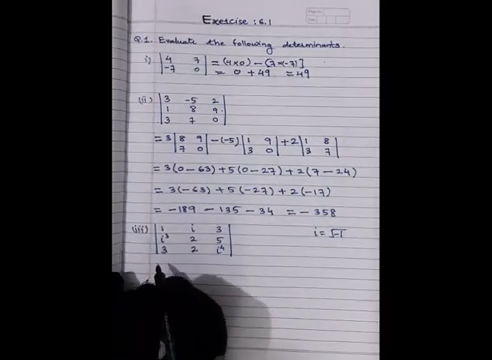 Exercise : 6.1
Q.1. Evaluate the following determinants.
i) | 4 7 | = (4×0) - (7×(-7)]
| -7 0 | = 0 + 49 = 49
(ii) | 3 -5 2 |
| 1 8 9 |
| 3 7 0 |
= 3 | 8 9 | - (-5) | 1 9 | + 2 | 1 8 |
| 7 0 | | 3 0 | | 3 7 |
= 3(0 - 63) + 5(0 - 27) + 2(7 - 24)
= 3(-63) + 5(-27) + 2(-17)
= -189 - 135 - 34 = -358
(iii) | 1 i 3 | i = √-1
| i³ 2 5 |
| 3 2 i⁴ |